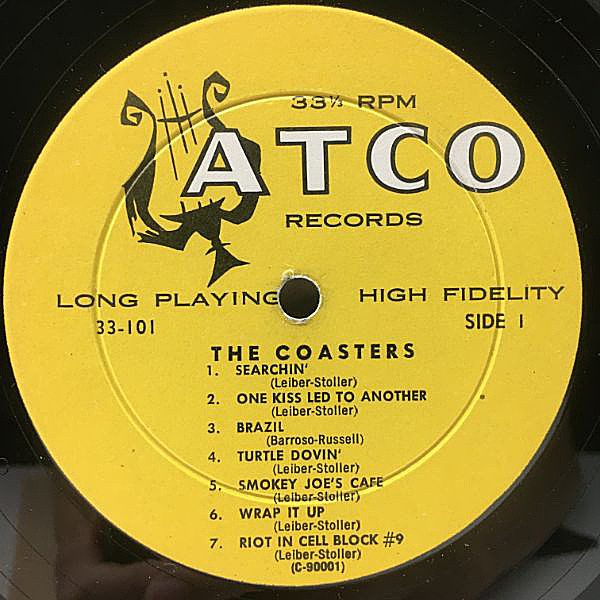 33⅓ RPM
ATCO
RECORDS
LONG PLAYING HIGH FIDELITY
33-101 SIDE 1
THE COASTERS
1. SEARCHIN'
(Leiber-Stoller)
2. ONE KISS LED TO ANOTHER
(Leiber-Stoller)
3. BRAZIL
(Barroso-Russell)
4. TURTLE DOVIN'
(Leiber-Stoller)
5. SMOKEY JOE'S CAFE
(Leiber-Stoller)
6. WRAP IT UP
(Leiber-Stoller)
7. RIOT IN CELL BLOCK #9
(Leiber-Stoller)
(C-90001)